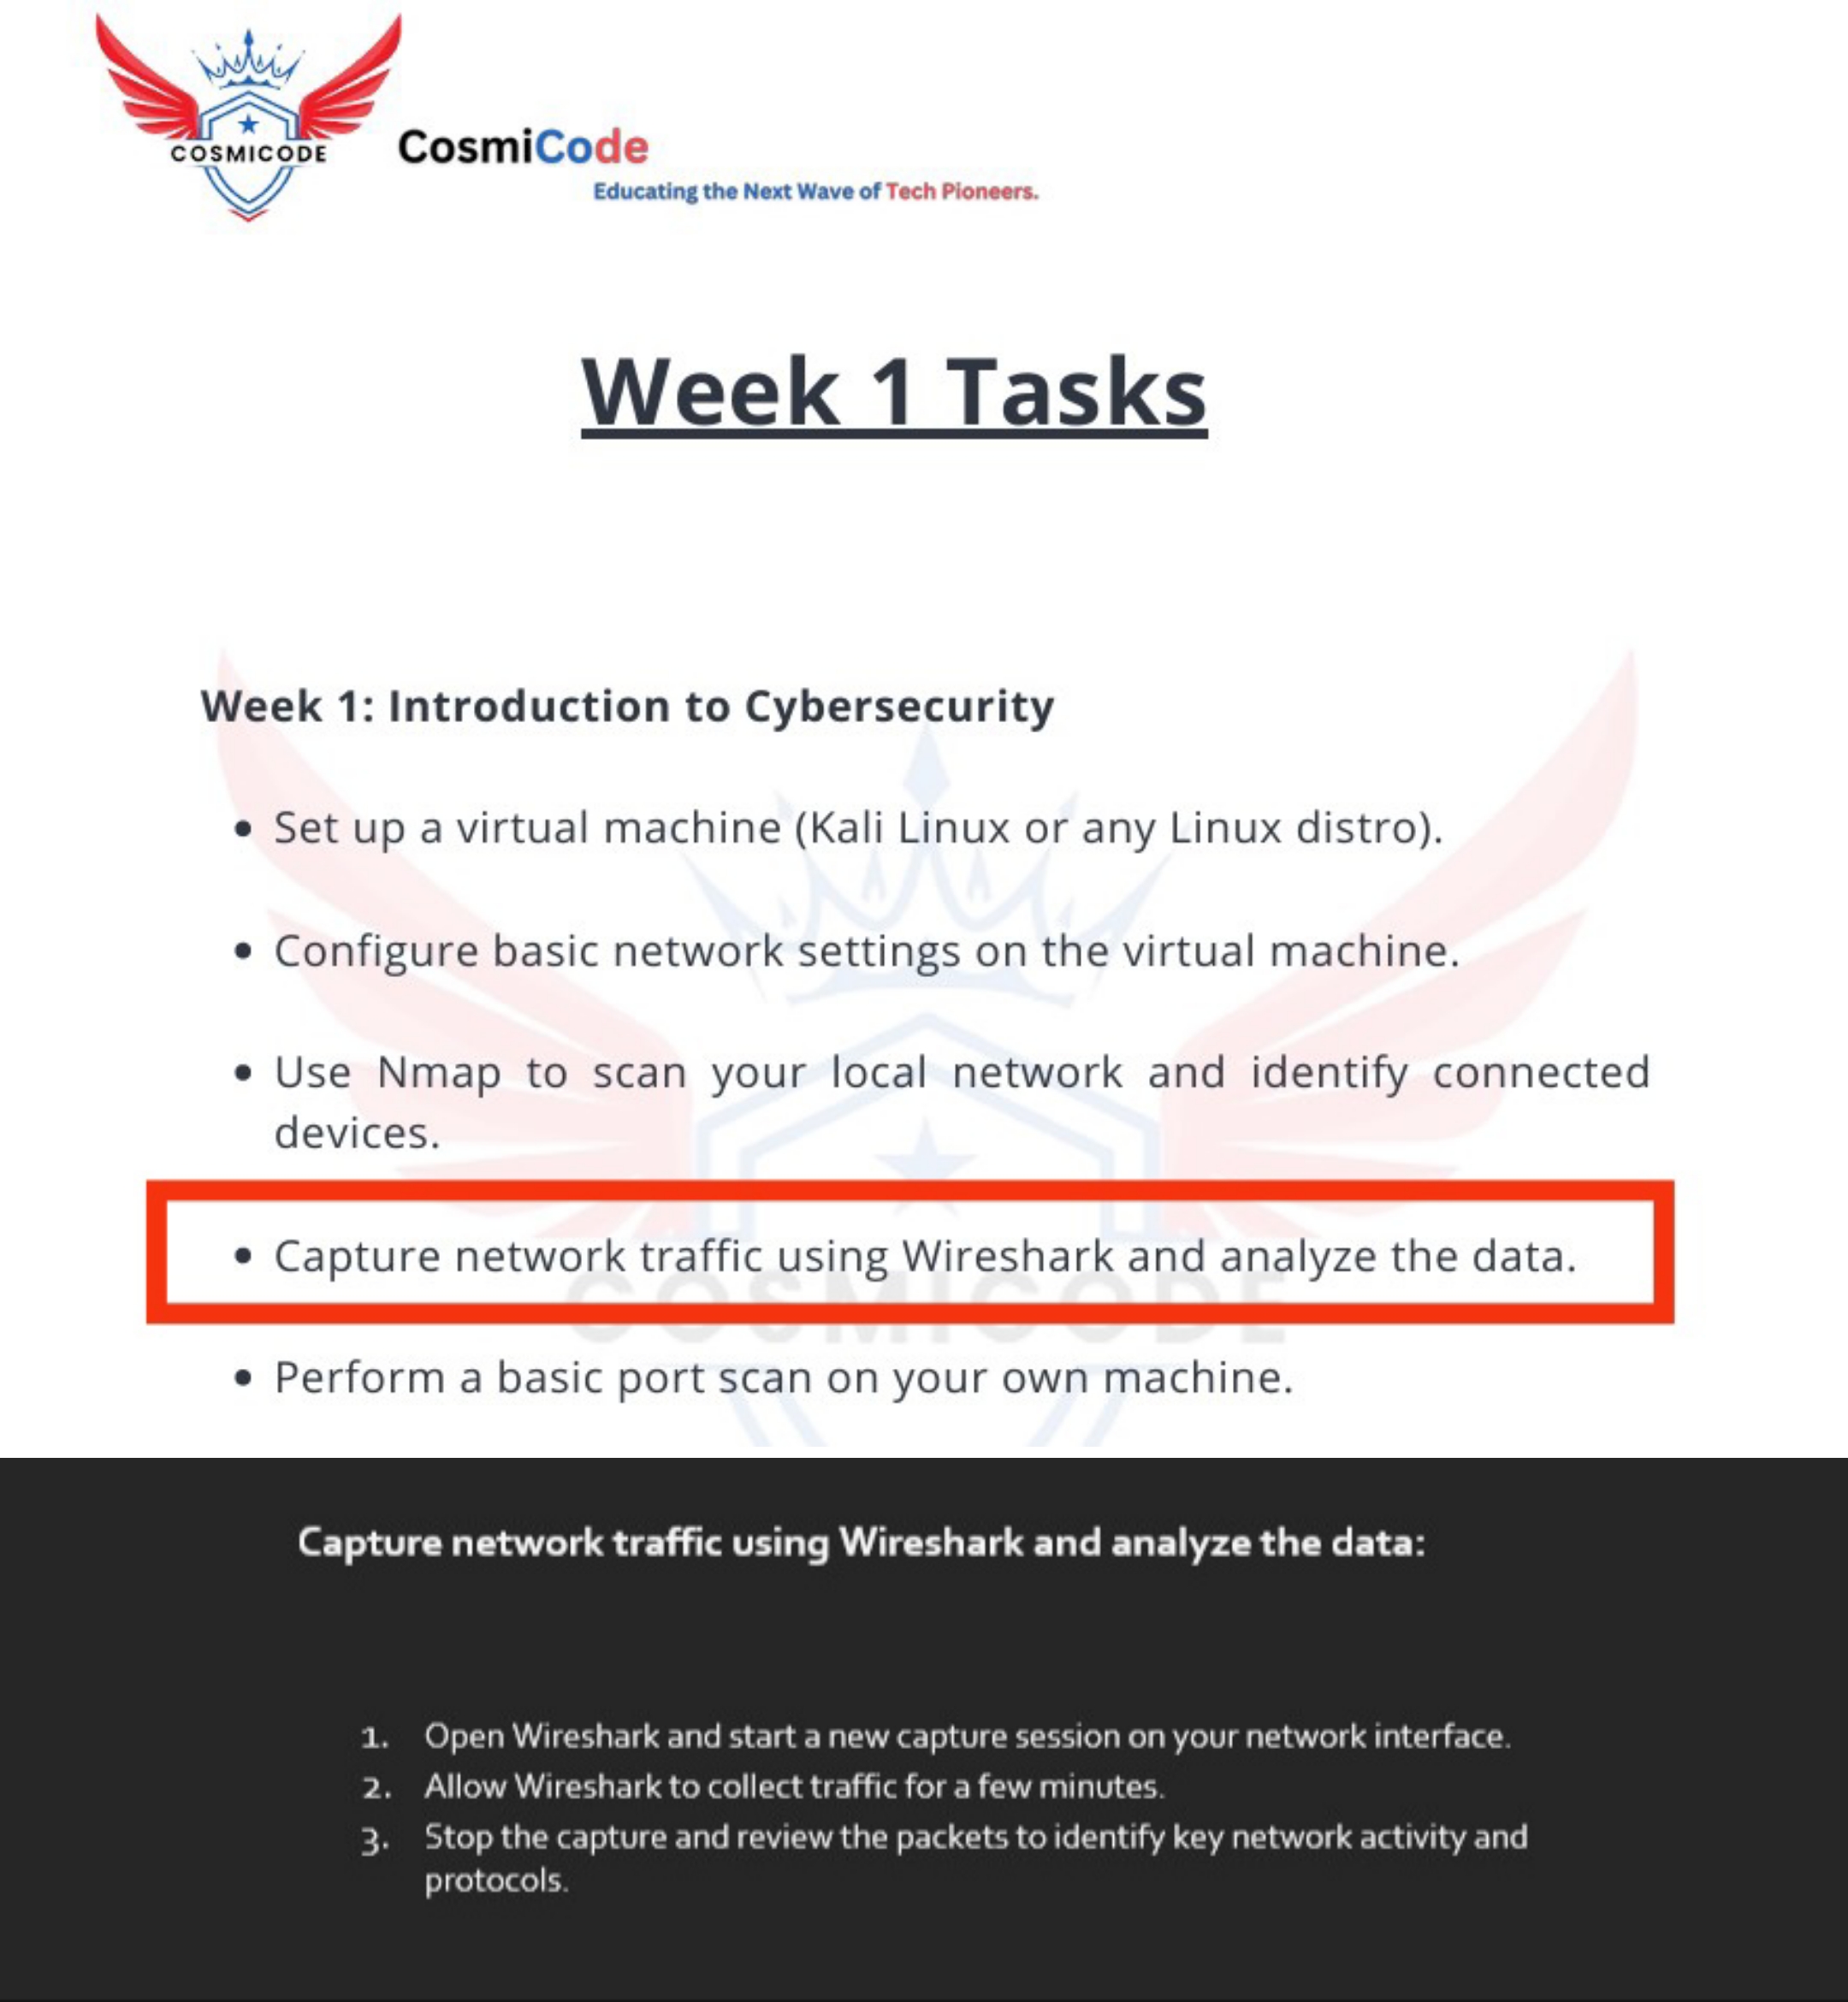 COSMICODE
CosmiCode
Educating the Next Wave of Tech Pioneers.
Week 1 Tasks
Week 1: Introduction to Cybersecurity
• Set up a virtual machine (Kali Linux or any Linux distro).
• Configure basic network settings on the virtual machine.
• Use Nmap to scan your local network and identify connected
devices.
• Capture network traffic using Wireshark and analyze the data.
COSMICODE
• Perform a basic port scan on your own machine.
Capture network traffic using Wireshark and analyze the data:
1. Open Wireshark and start a new capture session on your network interface.
2. Allow Wireshark to collect traffic for a few minutes.
3. Stop the capture and review the packets to identify key network activity and
protocols.